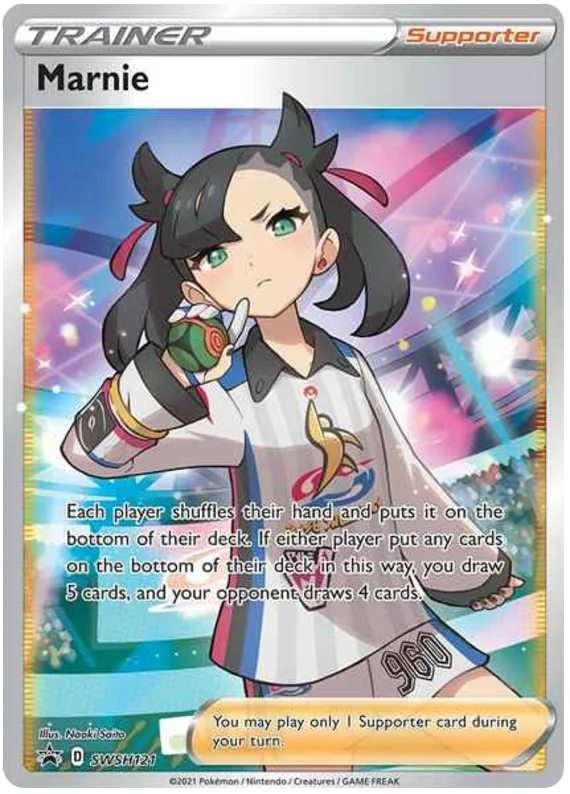 TRAINER
Supporter
Marnie
Each player shuffles their hand and puts it on the
bottom of their deck. If either player put any cards
on the bottom of their deck in this way, you draw
5 cards, and your opponent draws 4 cards.
960
You may play only 1 Supporter card during
your turn.
Illus. Naoki Saito
D SWSH121
©2021 Pokémon / Nintendo / Creatures / GAME FREAK